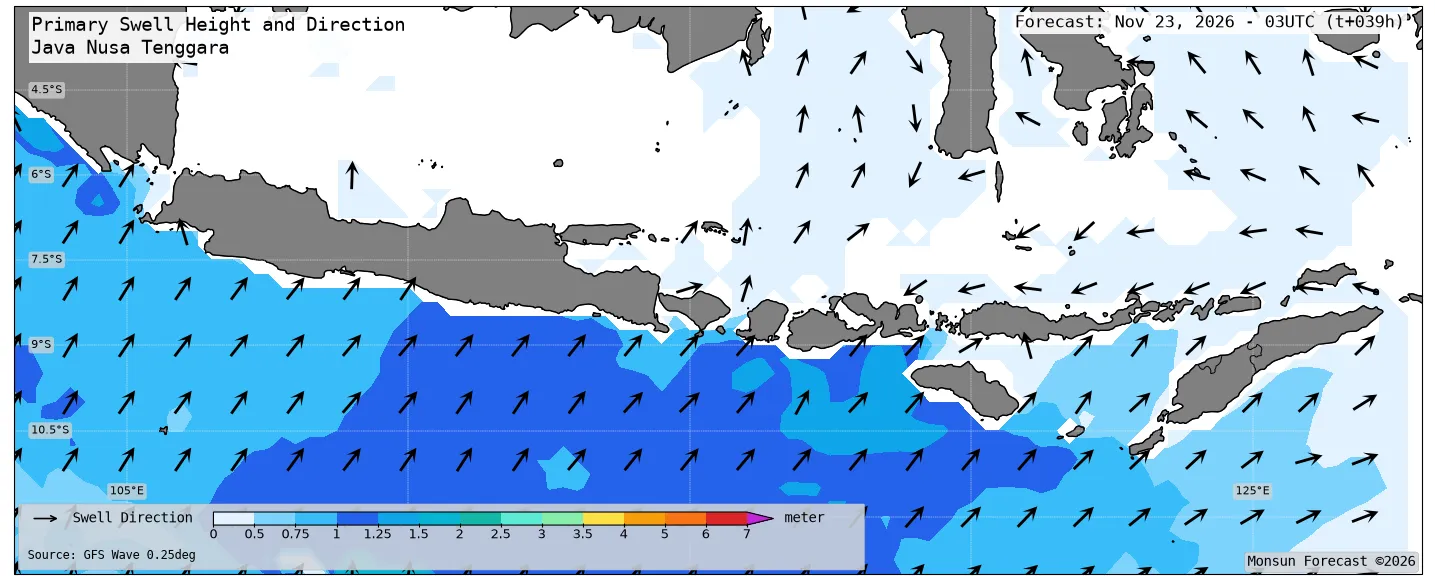 Primary Swell Height and Direction
Java Nusa Tenggara
Forecast: Nov 23, 2026 - 03UTC (t+039h)
4.5°S
6°S
7.5°S
9°S
10.5°S
105°E
125°E
Swell Direction
0 0.5 0.75 1 1.25 1.5 2 2.5 3 3.5 4 5 6 7
meter
Source: GFS Wave 0.25deg
Monsun Forecast ©2026